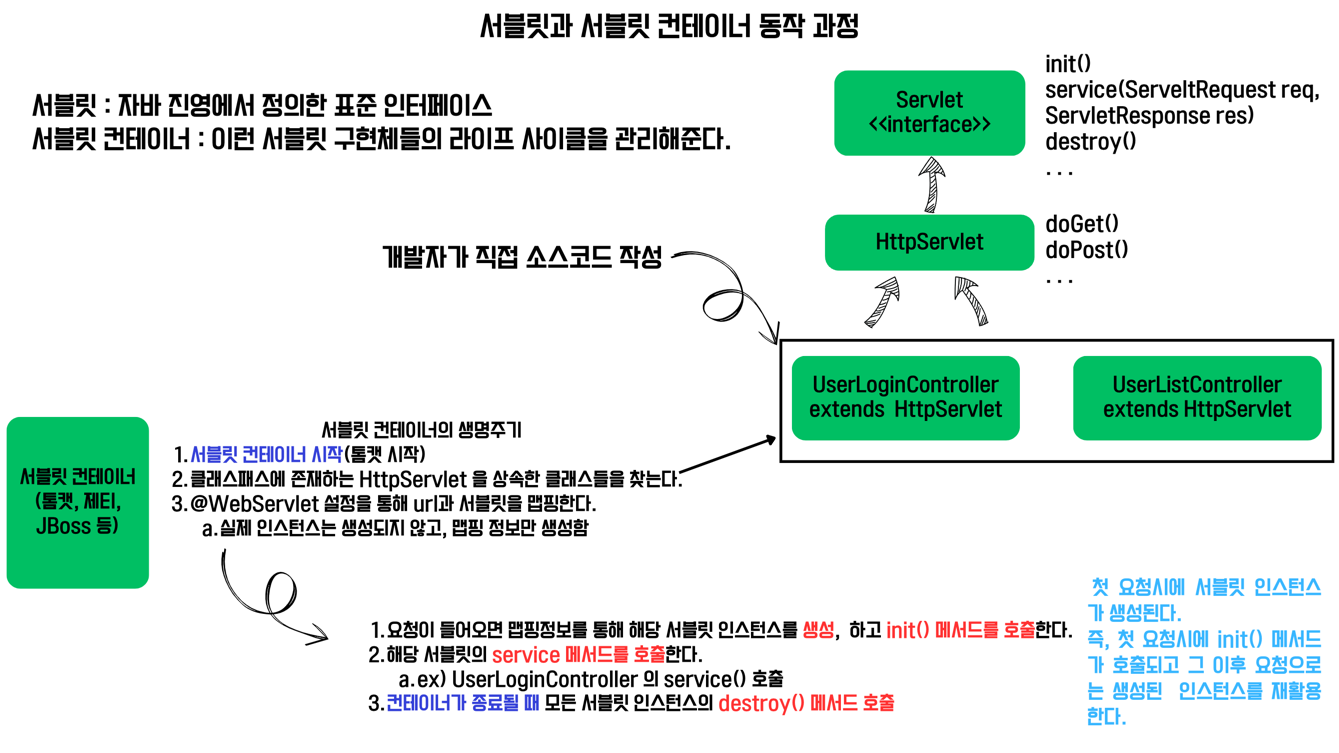 서블릿과 서블릿 컨테이너 동작 과정
서블릿 : 자바 진영에서 정의한 표준 인터페이스
서블릿 컨테이너 : 이런 서블릿 구현체들의 라이프 사이클을 관리해준다.
Servlet
<<interface>>
init()
service(ServeltRequest req,
ServletResponse res)
destroy()
. . .
HttpServlet
doGet()
doPost()
. . .
개발자가 직접 소스코드 작성
UserLoginController
extends HttpServlet
UserListController
extends HttpServlet
서블릿 컨테이너
(톰캣, 제티,
JBoss 등)
서블릿 컨테이너의 생명주기
1. 서블릿 컨테이너 시작(톰캣 시작)
2. 클래스패스에 존재하는 HttpServlet 을 상속한 클래스들을 찾는다.
3. @WebServlet 설정을 통해 url과 서블릿을 맵핑한다.
a. 실제 인스턴스는 생성되지 않고, 맵핑 정보만 생성함
1. 요청이 들어오면 맵핑정보를 통해 해당 서블릿 인스턴스를 생성, 하고 init() 메서드를 호출한다.
2. 해당 서블릿의 service 메서드를 호출한다.
a. ex) UserLoginController 의 service() 호출
3. 컨테이너가 종료될 때 모든 서블릿 인스턴스의 destroy() 메서드 호출
첫 요청시에 서블릿 인스턴스
가 생성된다.
즉, 첫 요청시에 init() 메서드
가 호출되고 그 이후 요청으로
는 생성된 인스턴스를 재활용
한다.